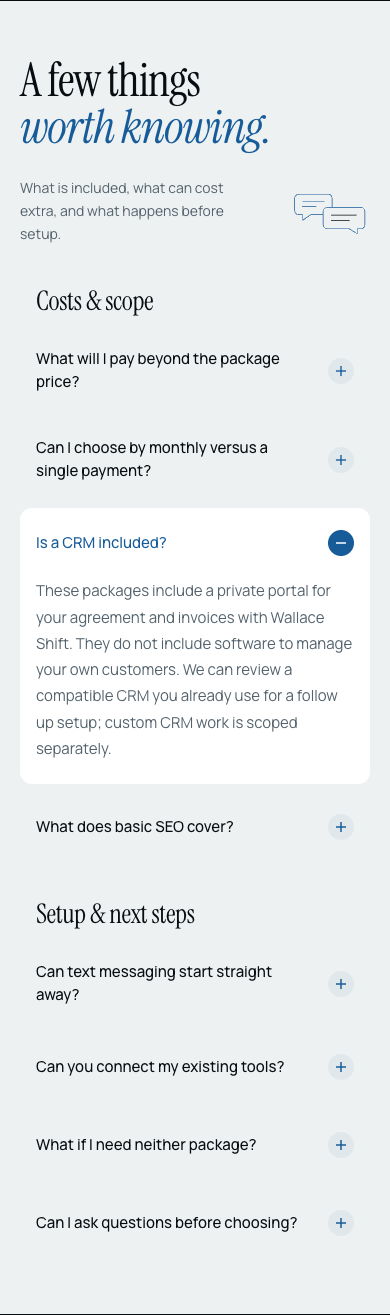 A few things
worth knowing.
What is included, what can cost
extra, and what happens before
setup.
Costs & scope
What will I pay beyond the package
price?
Can I choose by monthly versus a
single payment?
Is a CRM included?
These packages include a private portal for
your agreement and invoices with Wallace
Shift. They do not include software to manage
your own customers. We can review a
compatible CRM you already use for a follow
up setup; custom CRM work is scoped
separately.
What does basic SEO cover?
Setup & next steps
Can text messaging start straight
away?
Can you connect my existing tools?
What if I need neither package?
Can I ask questions before choosing?